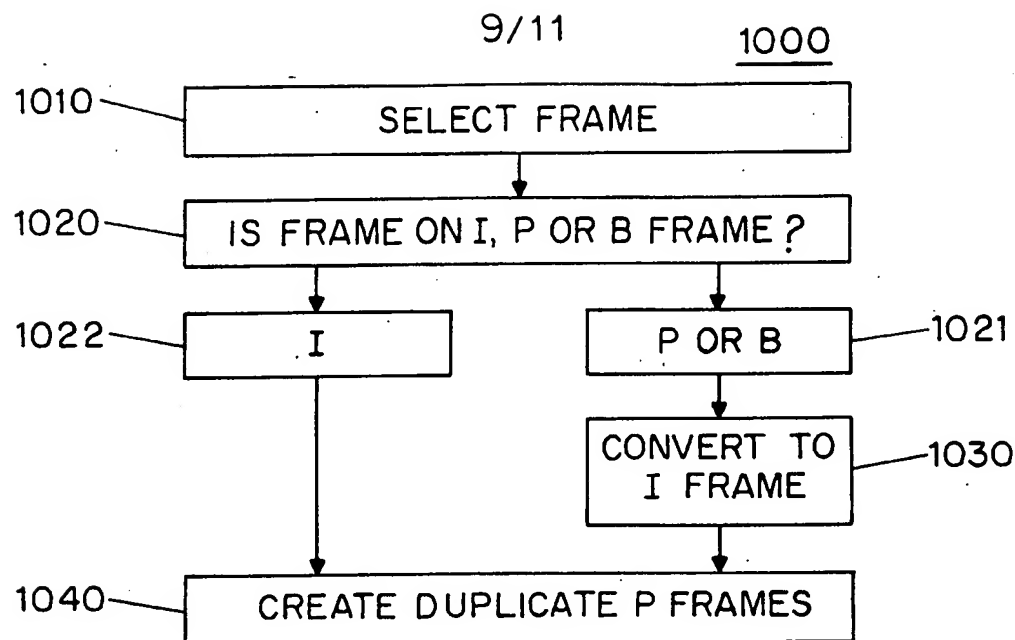 9/11
1000
1010
SELECT FRAME
1020
IS FRAME ON I, P OR B FRAME?
1022
I
P OR B
1021
CONVERT TO
I FRAME
1030
1040
CREATE DUPLICATE P FRAMES